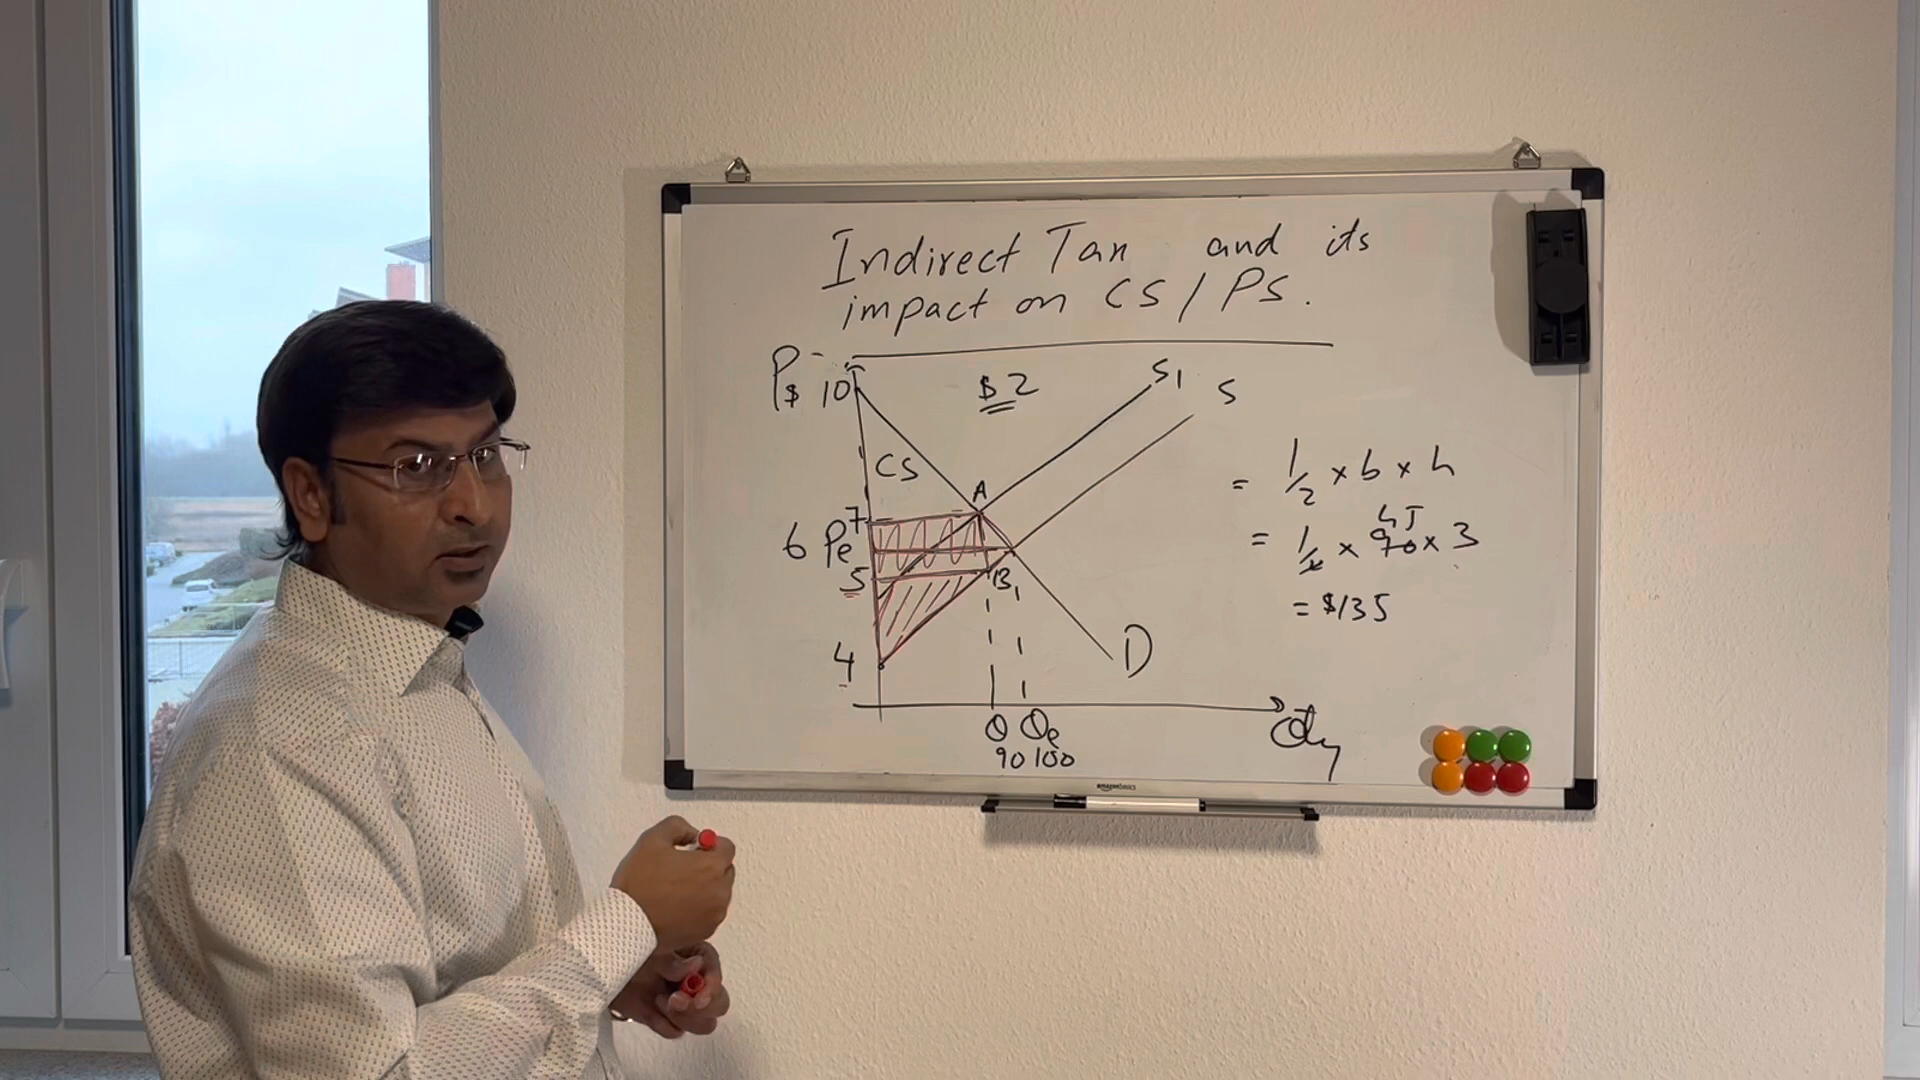 Indirect Tax and its
impact on CS / PS.
P
$ 10
$ 2
S1
S
CS
A
7
6 Pe
5
B
4
D
Q Qe
90 100
Qty
= 1/2 × b × h
45
= 1/2 × 90 × 3
= $135
amazonbasics